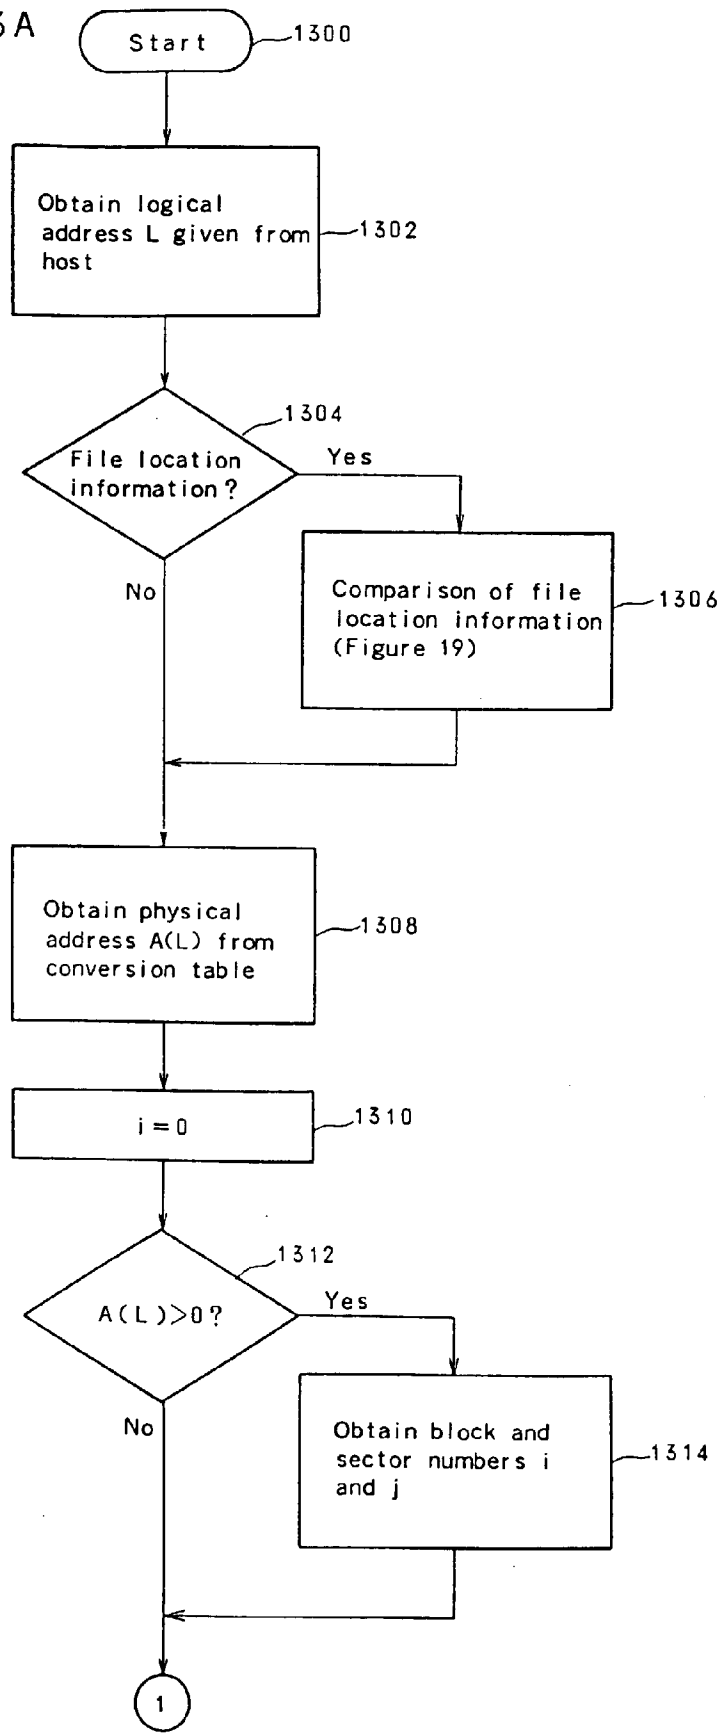 3A
Start
1300
Obtain logical
address L given from
host
1302
1304
File location
information?
Yes
No
Comparison of file
location information
(Figure 19)
1306
Obtain physical
address A(L) from
conversion table
1308
i=0
1310
1312
A(L)>0?
Yes
No
Obtain block and
sector numbers i
and j
1314
1